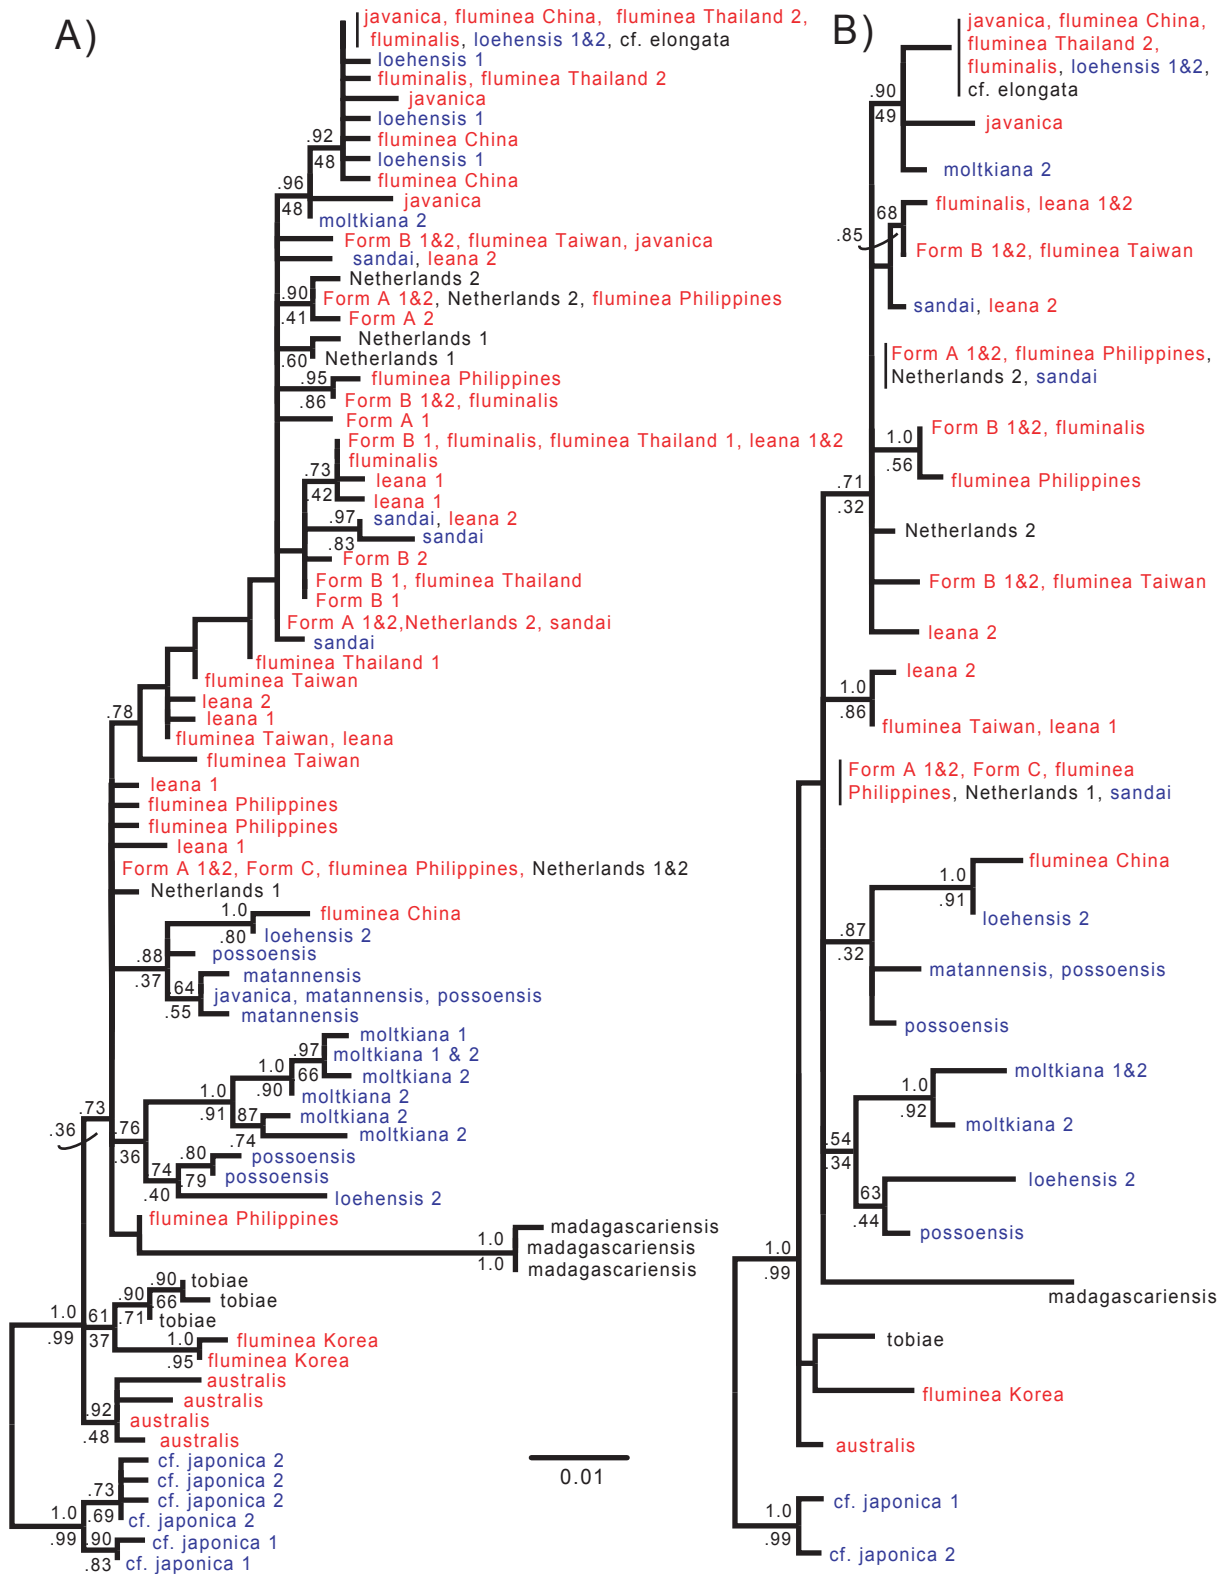 A)
javanica, fluminea China, fluminea Thailand 2,
fluminalis, loehensis 1&2, cf. elongata
loehensis 1
fluminalis, fluminea Thailand 2
javanica
loehensis 1
fluminea China
.92
48
loehensis 1
fluminea China
.96
48
javanica
moltkiana 2
Form B 1&2, fluminea Taiwan, javanica
sandai, leana 2
Netherlands 2
.90
.41
Form A 1&2, Netherlands 2, fluminea Philippines
Form A 2
Netherlands 1
.60
Netherlands 1
.95
.86
fluminea Philippines
Form B 1&2, fluminalis
Form A 1
Form B 1, fluminalis, fluminea Thailand 1, leana 1&2
fluminalis
.73
.42
leana 1
leana 1
.97
.83
sandai, leana 2
sandai
Form B 2
Form B 1, fluminea Thailand
Form B 1
Form A 1&2,Netherlands 2, sandai
sandai
fluminea Thailand 1
fluminea Taiwan
leana 2
.78
leana 1
fluminea Taiwan, leana
fluminea Taiwan
leana 1
fluminea Philippines
fluminea Philippines
leana 1
Form A 1&2, Form C, fluminea Philippines, Netherlands 1&2
Netherlands 1
1.0
.80
fluminea China
loehensis 2
.88
.37
possoensis
matannensis
.64
.55
javanica, matannensis, possoensis
matannensis
moltkiana 1
.97
.66
moltkiana 1 & 2
1.0
.90
moltkiana 2
moltkiana 2
1.0
.91
.87
.74
moltkiana 2
moltkiana 2
.73
.36
.76
.36
.80
.79
possoensis
possoensis
.74
.40
loehensis 2
fluminea Philippines
madagascariensis
1.0
1.0
madagascariensis
madagascariensis
.90
.66
tobiae
tobiae
.90
.71
tobiae
1.0
.99
.61
.37
1.0
.95
fluminea Korea
fluminea Korea
australis
australis
.92
.48
australis
australis
cf. japonica 2
cf. japonica 2
.73
.69
cf. japonica 2
cf. japonica 2
1.0
.99
.90
.83
cf. japonica 1
cf. japonica 1
0.01
B)
javanica, fluminea China,
fluminea Thailand 2,
fluminalis, loehensis 1&2,
cf. elongata
.90
49
javanica
moltkiana 2
fluminalis, leana 1&2
.85
68
Form B 1&2, fluminea Taiwan
sandai, leana 2
Form A 1&2, fluminea Philippines,
Netherlands 2, sandai
Form B 1&2, fluminalis
1.0
.56
fluminea Philippines
.71
.32
Netherlands 2
Form B 1&2, fluminea Taiwan
leana 2
leana 2
1.0
.86
fluminea Taiwan, leana 1
Form A 1&2, Form C, fluminea
Philippines, Netherlands 1, sandai
fluminea China
1.0
.91
loehensis 2
.87
.32
matannensis, possoensis
possoensis
moltkiana 1&2
1.0
.92
moltkiana 2
.54
.34
loehensis 2
63
.44
possoensis
1.0
.99
madagascariensis
tobiae
fluminea Korea
australis
cf. japonica 1
1.0
.99
cf. japonica 2